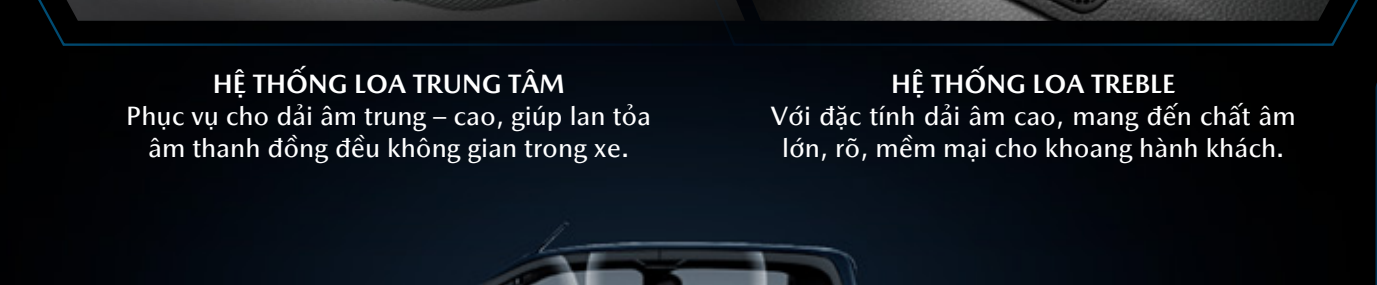 HỆ THỐNG LOA TRUNG TÂM
Phục vụ cho dải âm trung – cao, giúp lan tỏa
âm thanh đồng đều không gian trong xe.
HỆ THỐNG LOA TREBLE
Với đặc tính dải âm cao, mang đến chất âm
lớn, rõ, mềm mại cho khoang hành khách.